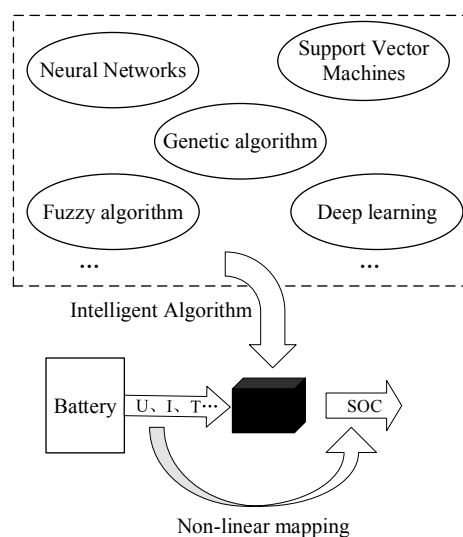 Neural Networks
Support Vector
Machines
Genetic algorithm
Fuzzy algorithm
Deep learning
...
...
Intelligent Algorithm
Battery
U、I、T…
SOC
Non-linear mapping